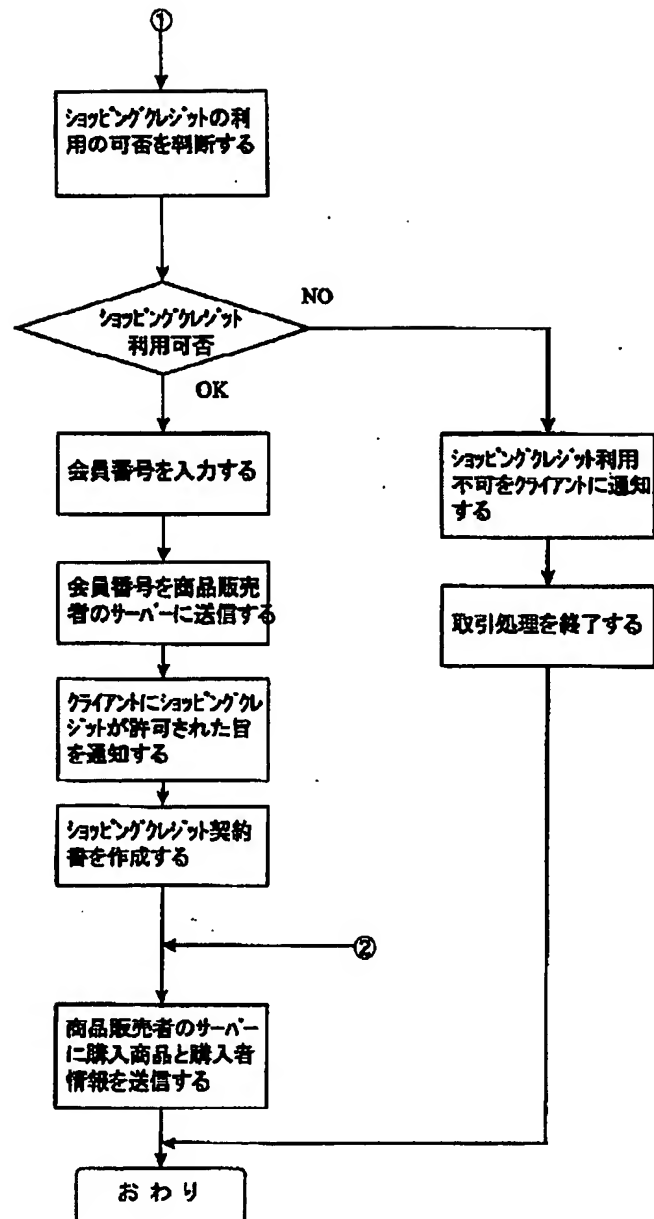 ①
ショッピングクレジットの利
用の可否を判断する
ショッピングクレジット
利用可否
NO
OK
会員番号を入力する
会員番号を商品販売
者のサーバーに送信する
クライアントにショッピングクレ
ジットが許可された旨
を通知する
ショッピングクレジット契約
書を作成する
ショッピングクレジット利用
不可をクライアントに通知
する
取引処理を終了する
②
商品販売者のサーバー
に購入商品と購入者
情報を送信する
おわり